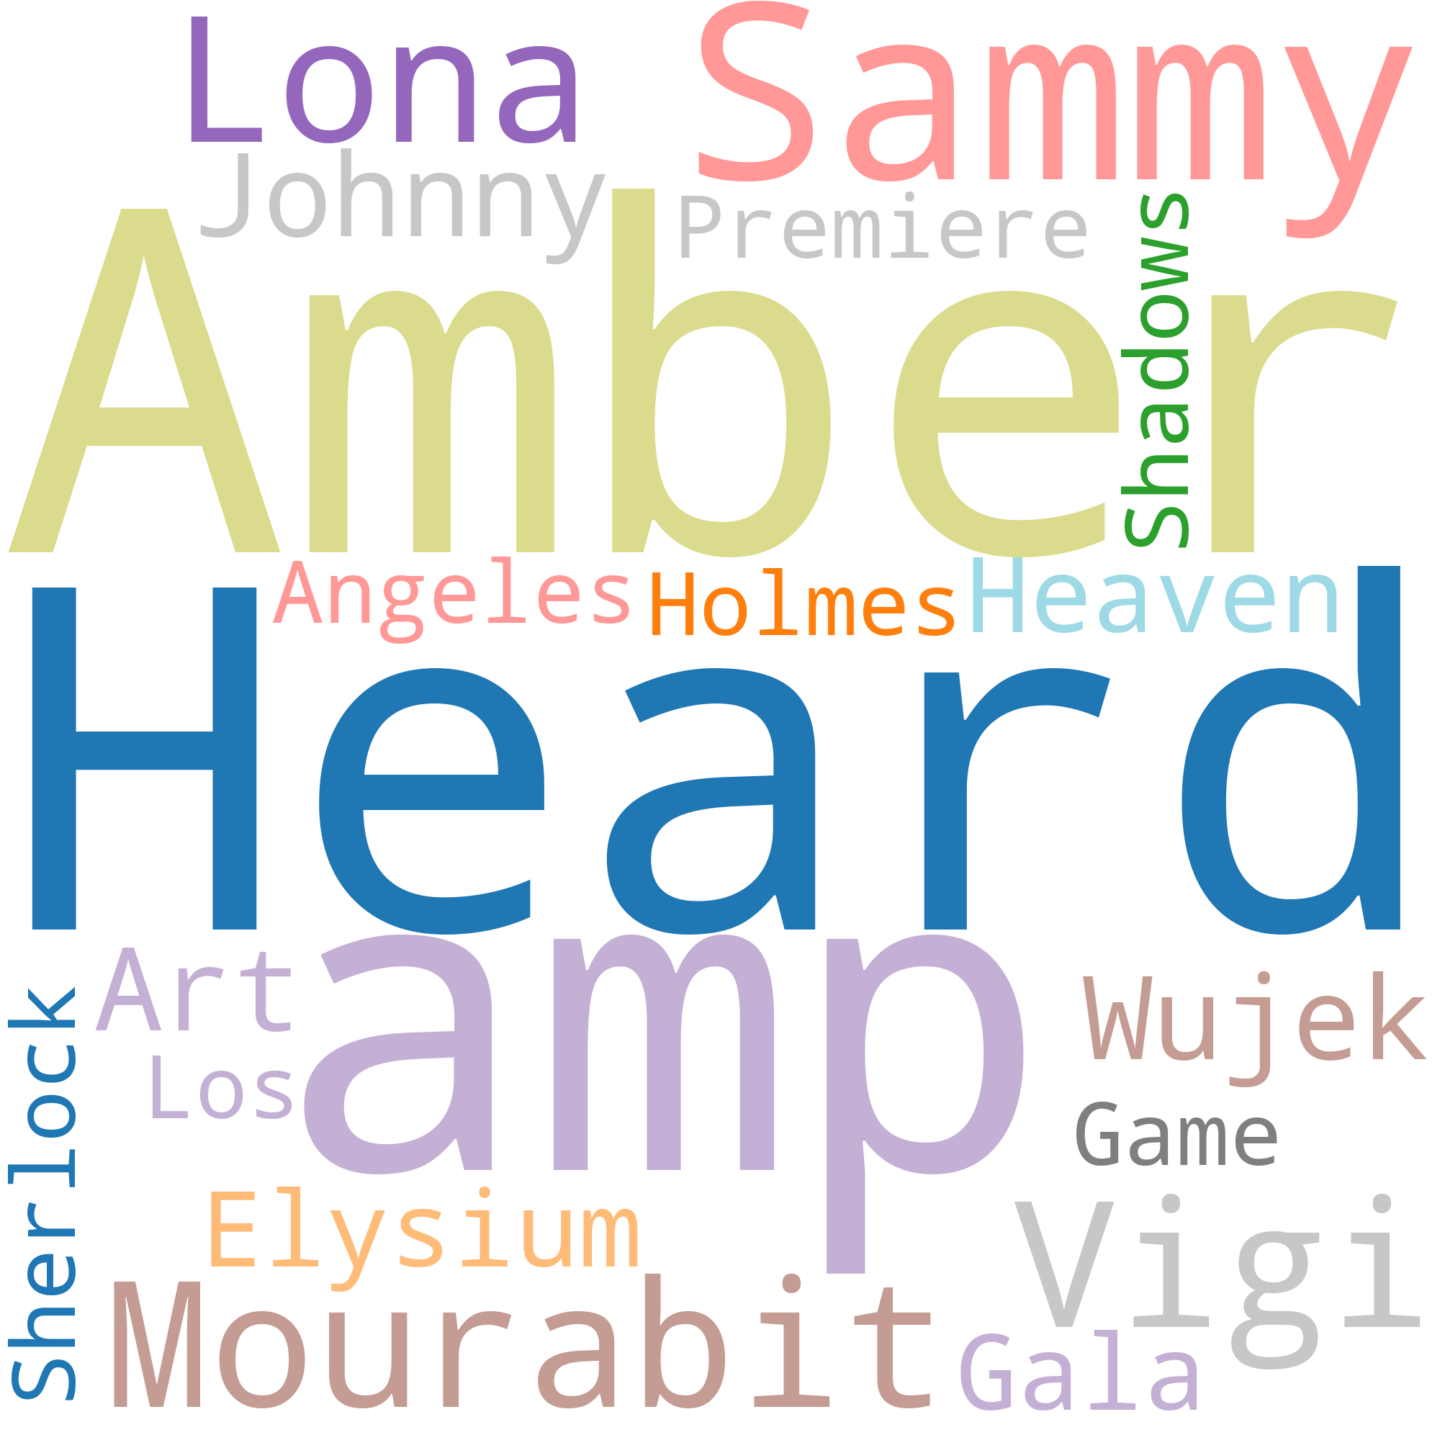 Lona
Sammy
Johnny
Premiere
Amber
Shadows
Angeles
Holmes
Heaven
Heard
Art
amp
Wujek
Sherlock
Los
Game
Elysium
Vigi
Mourabit
Gala